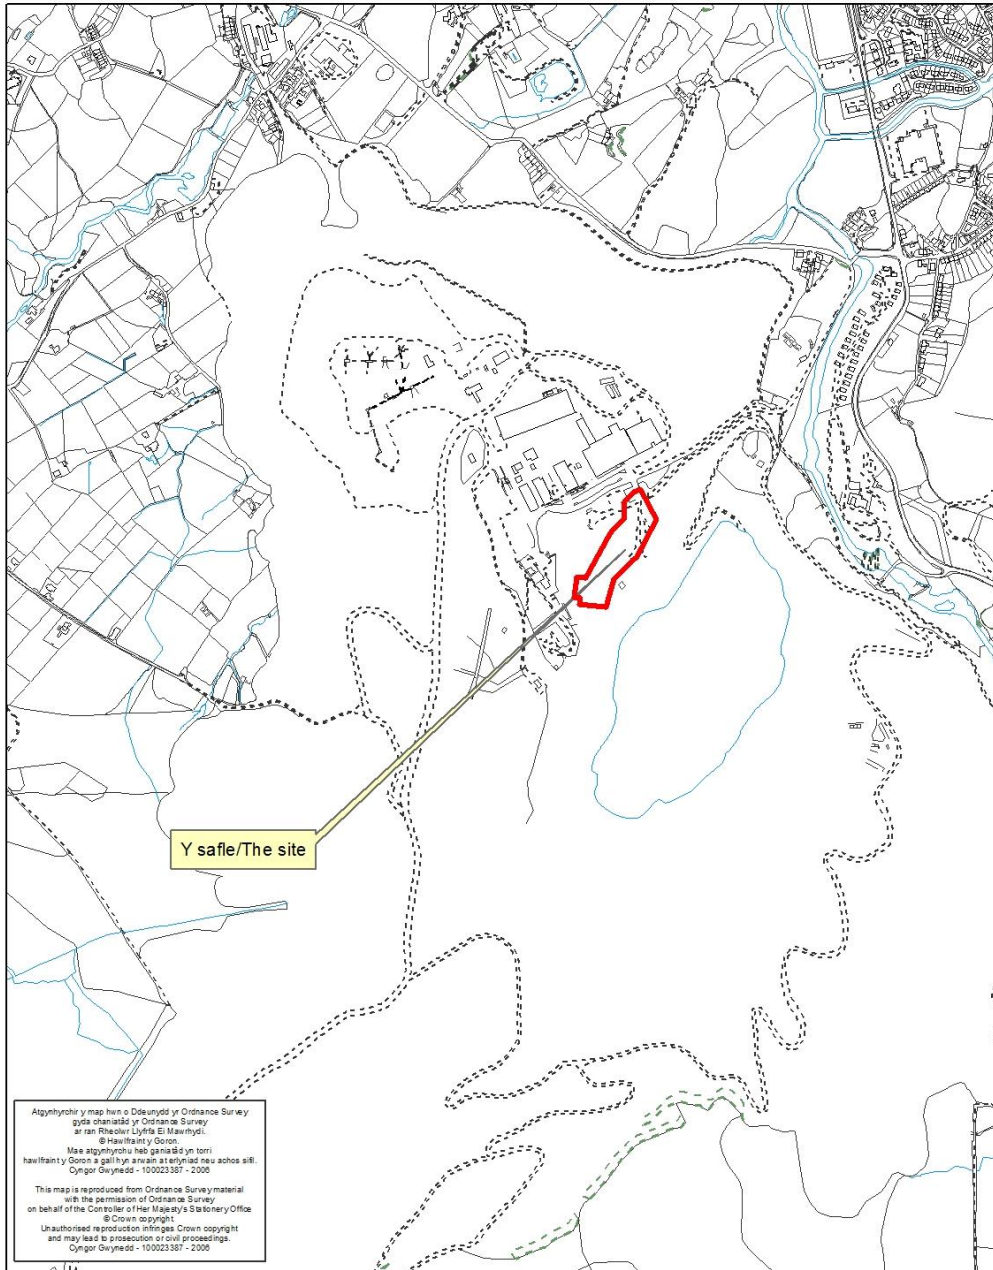 Y safle/The site
Atgynhyrchir y map hwn o Ddeunydd yr Ordnance Survey
gyda chaniatâd yr Ordnance Survey
ar ran Rheolwr Llyfrfa Ei Mawrhydi.
© Hawlfraint y Goron.
Mae atgynhyrchu heb ganiatâd yn torri
hawlfraint y Goron a gall hyn arwain at erlyniad neu achos sifil.
Cyngor Gwynedd - 100023387 - 2006
This map is reproduced from Ordnance Survey material
with the permission of Ordnance Survey
on behalf of the Controller of Her Majesty's Stationery Office
© Crown copyright.
Unauthorised reproduction infringes Crown copyright
and may lead to prosecution or civil proceedings.
Cyngor Gwynedd - 100023387 - 2006